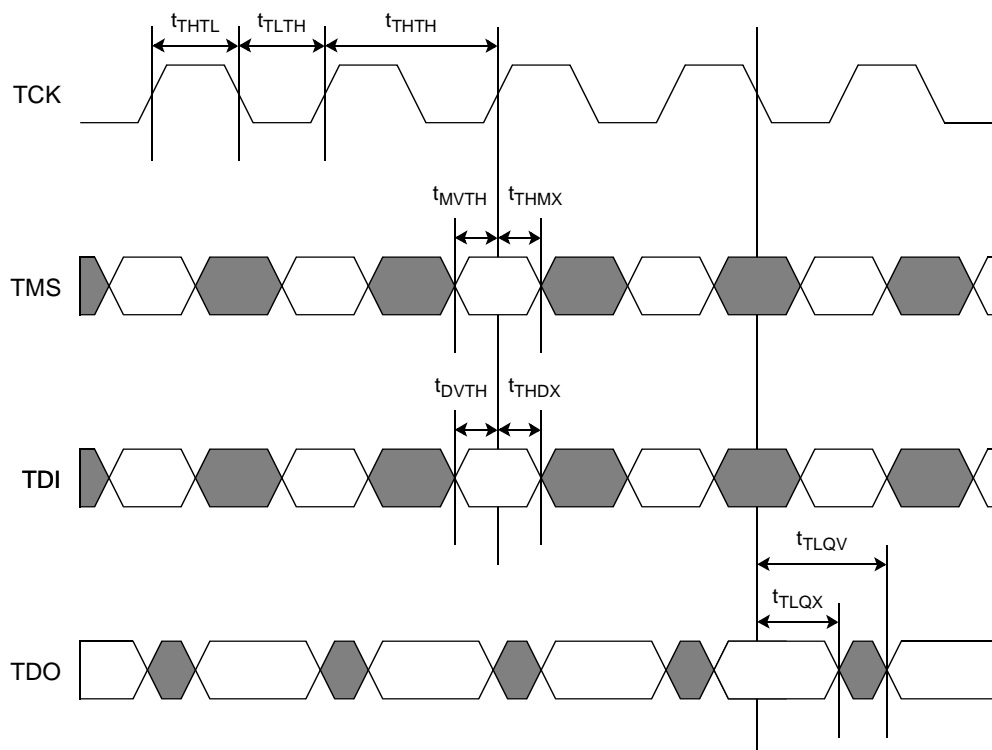 tTHTL tTLTH tTHTH
TCK
tMVTH tTHMX
TMS
tDVTH tTHDX
TDI
tTLQV
tTLQX
TDO